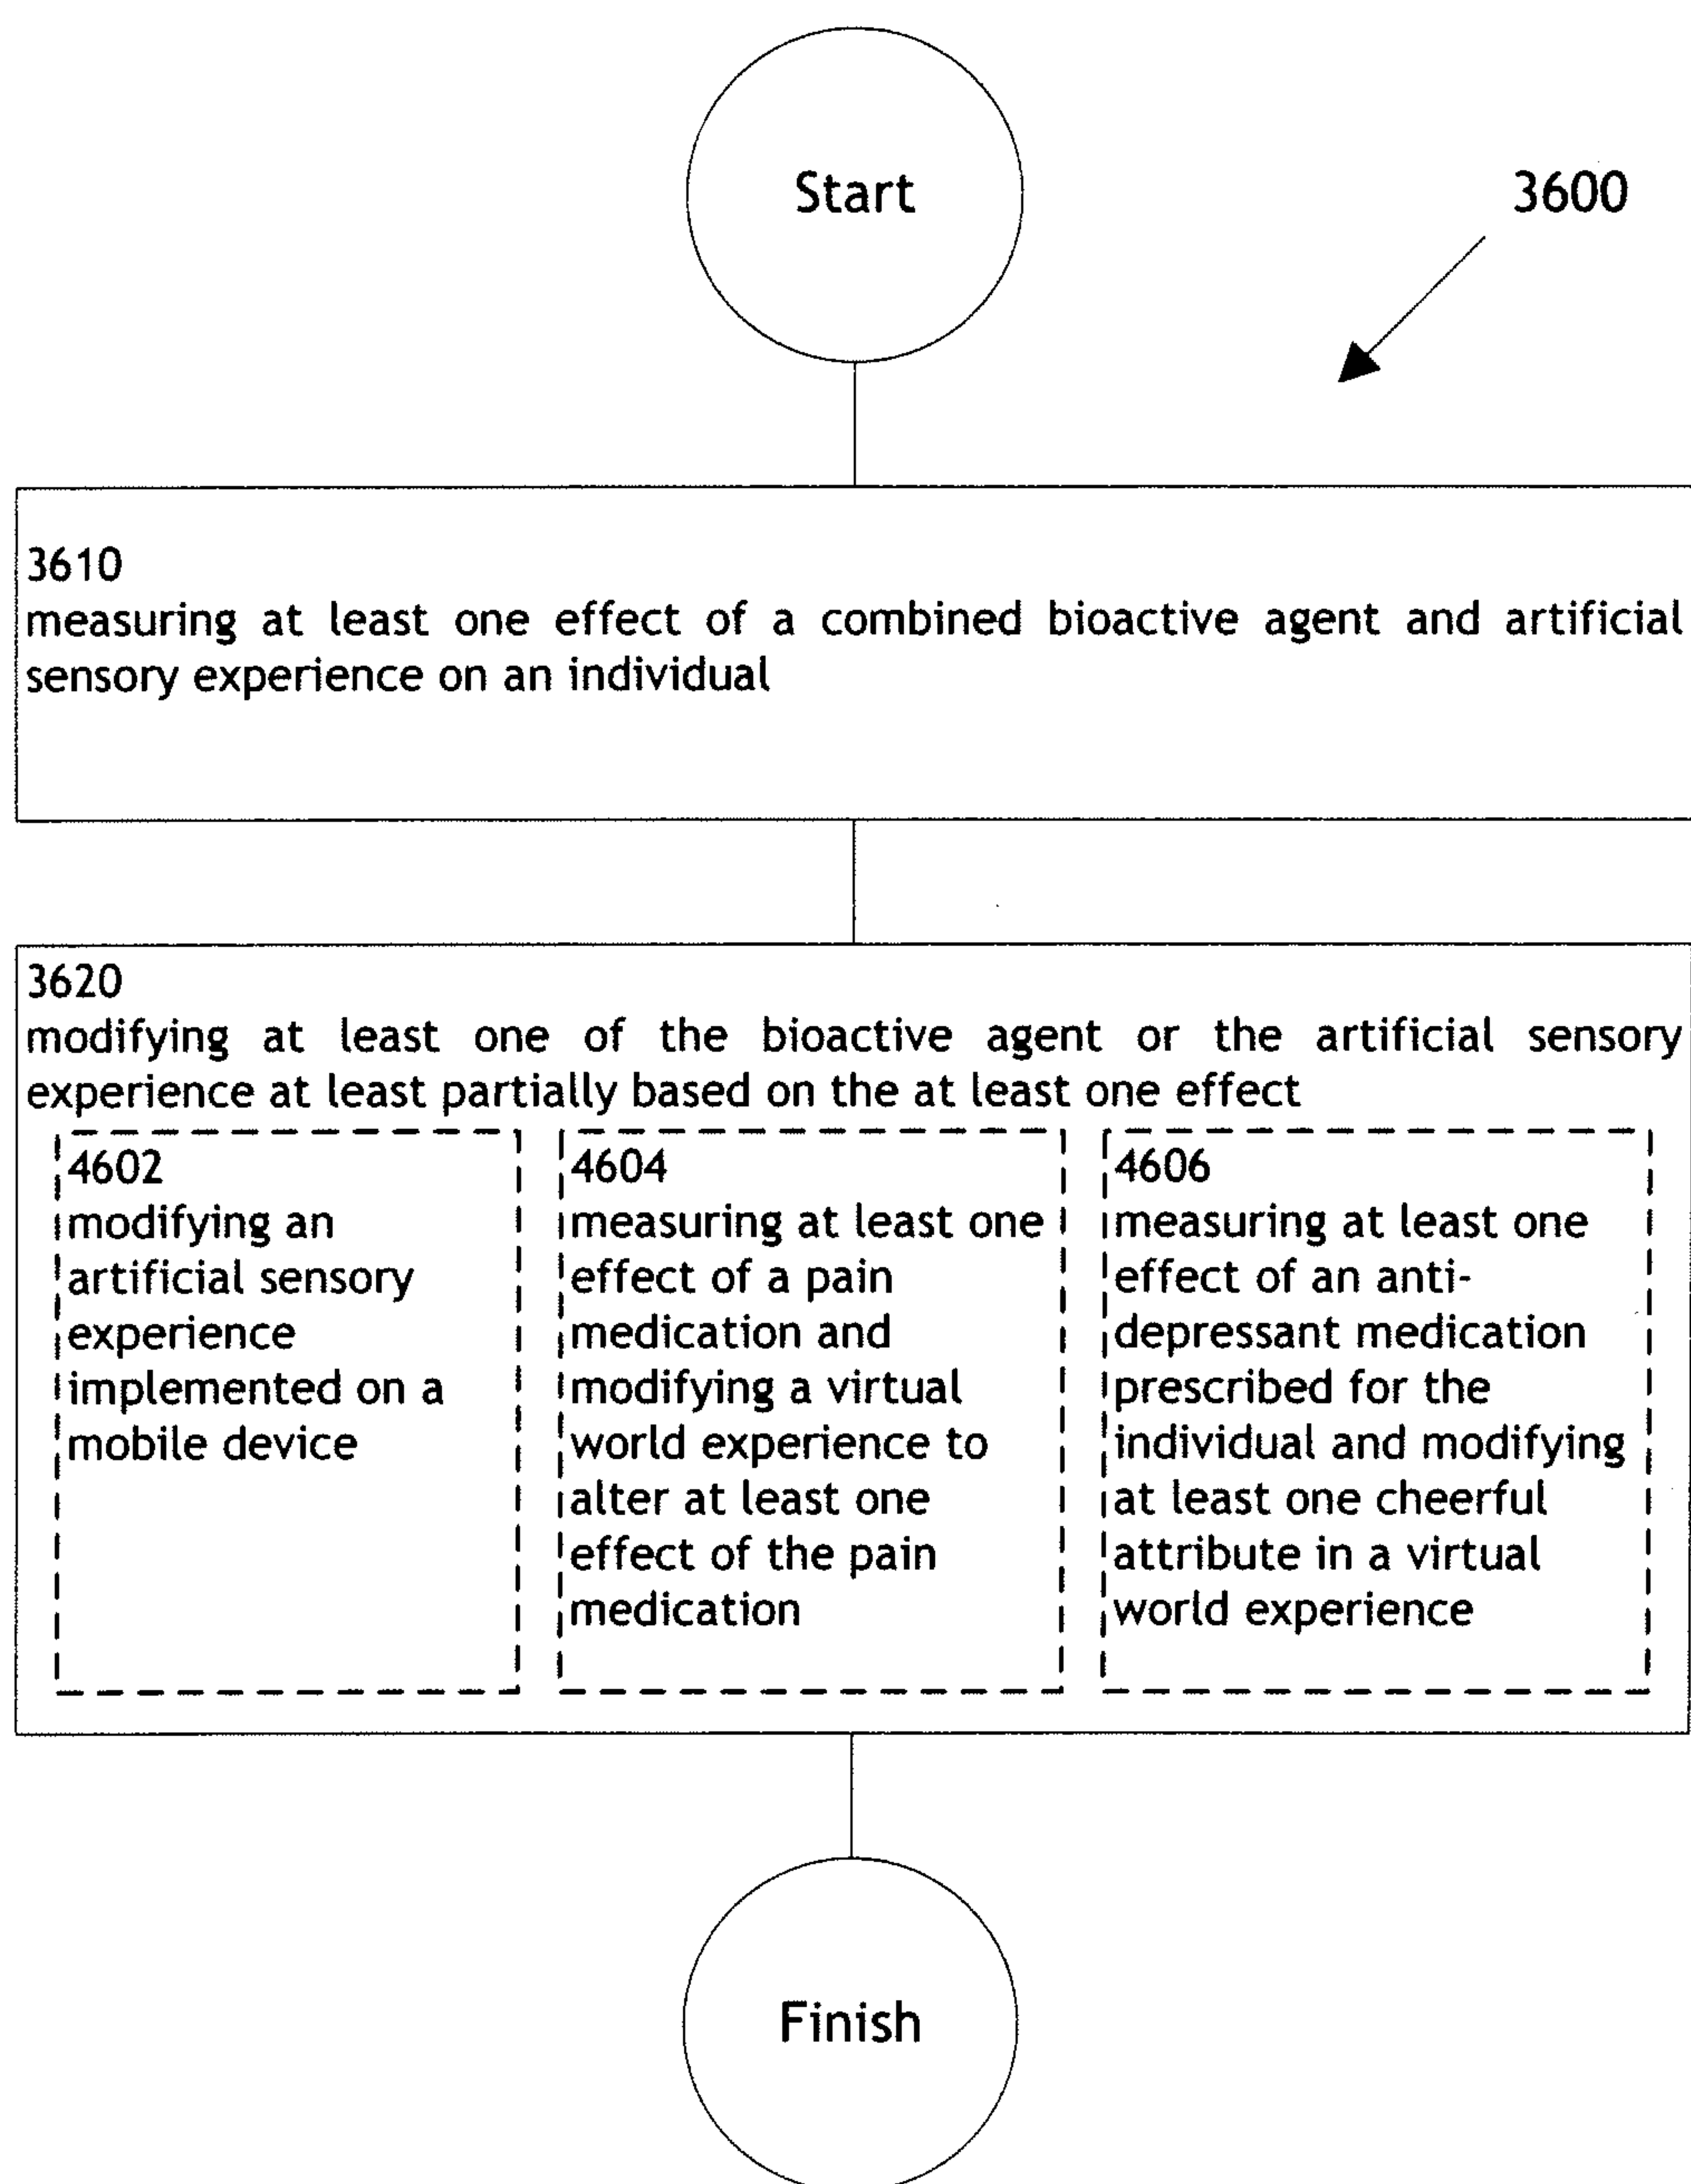 Start
3600
3610
measuring at least one effect of a combined bioactive agent and artificial
sensory experience on an individual
3620
modifying at least one of the bioactive agent or the artificial sensory
experience at least partially based on the at least one effect
4602
modifying an
artificial sensory
experience
implemented on a
mobile device
4604
measuring at least one
effect of a pain
medication and
modifying a virtual
world experience to
alter at least one
effect of the pain
medication
4606
measuring at least one
effect of an anti-
depressant medication
prescribed for the
individual and modifying
at least one cheerful
attribute in a virtual
world experience
Finish